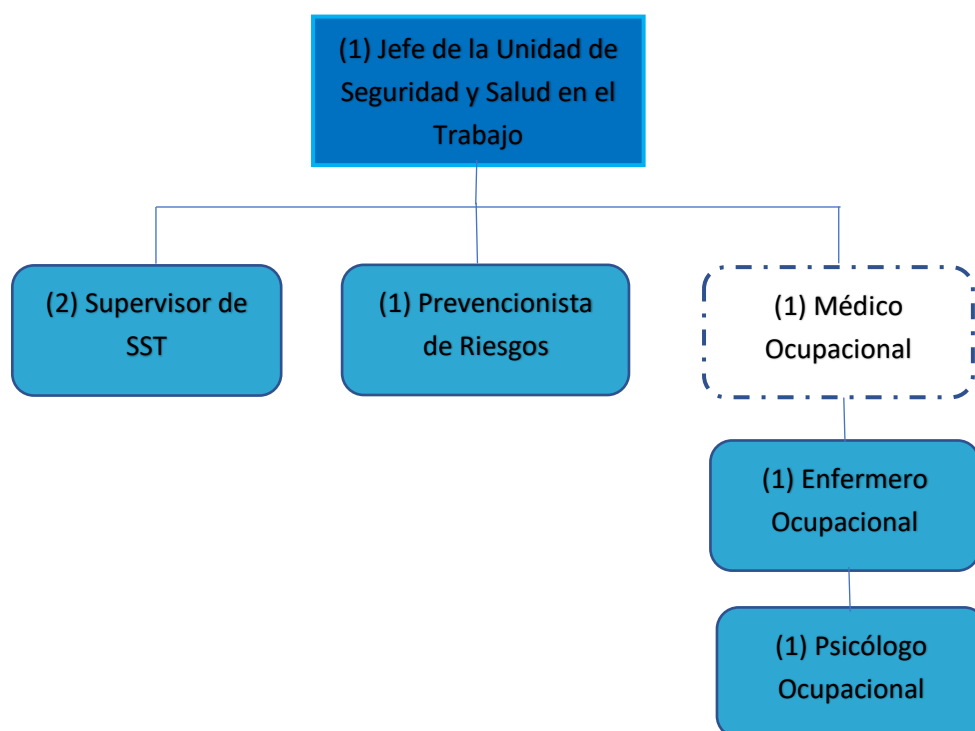 (1) Jefe de la Unidad de
Seguridad y Salud en el
Trabajo
(2) Supervisor de
SST
(1) Prevencionista
de Riesgos
(1) Médico
Ocupacional
(1) Enfermero
Ocupacional
(1) Psicólogo
Ocupacional